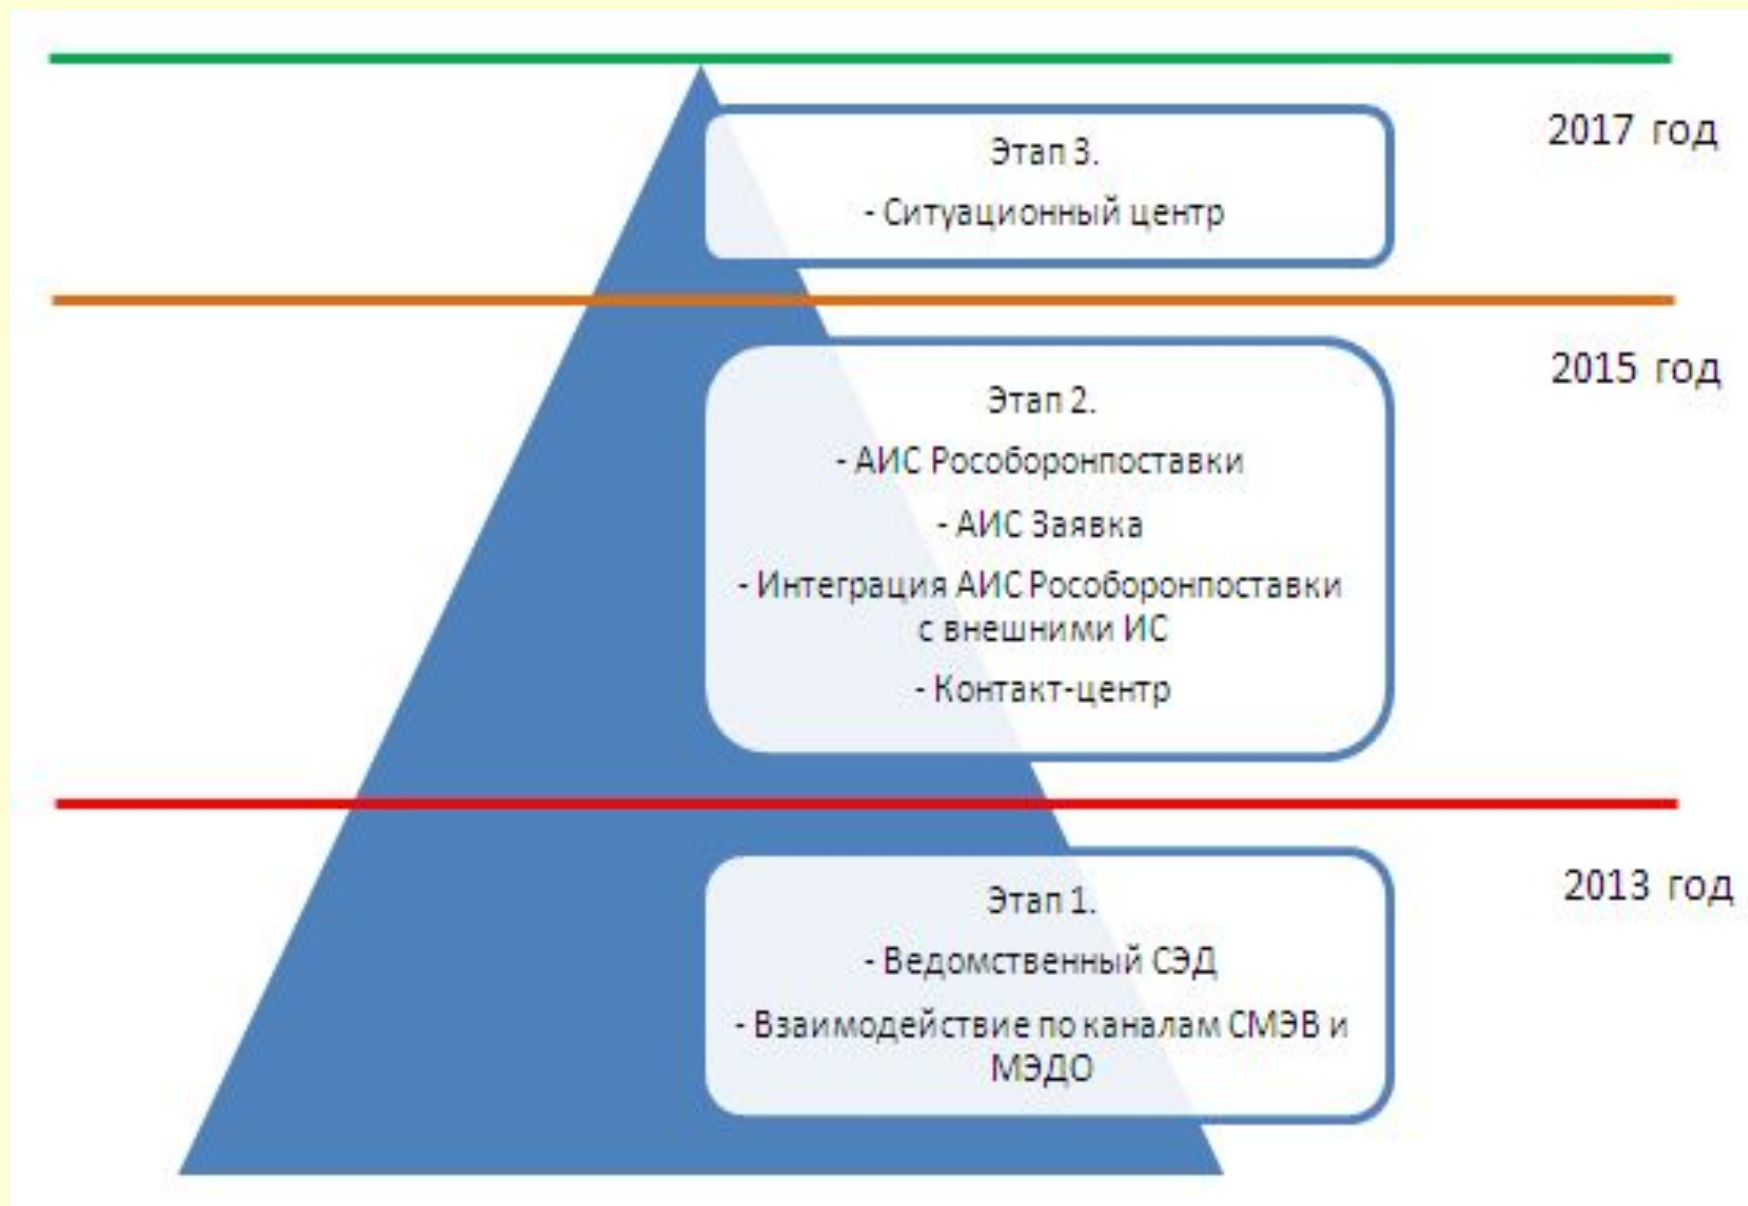 2017 год
Этап 3.
- Ситуационный центр
2015 год
Этап 2.
- АИС Рособоронпоставки
- АИС Заявка
- Интеграция АИС Рособоронпоставки
с внешними ИС
- Контакт-центр
2013 год
Этап 1.
- Ведомственный СЭД
- Взаимодействие по каналам СМЭВ и
МЭДО